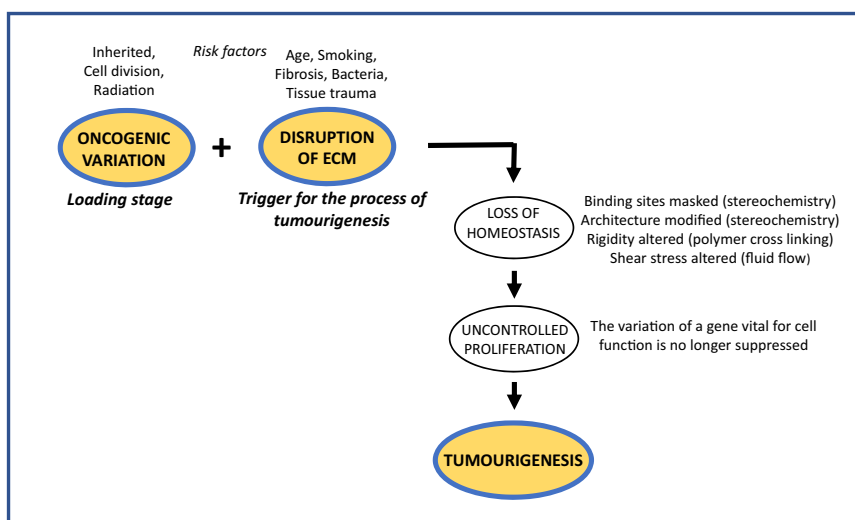 Inherited,
Cell division,
Radiation
Risk factors
Age, Smoking,
Fibrosis, Bacteria,
Tissue trauma
ONCOGENIC
VARIATION
+
DISRUPTION
OF ECM
Loading stage
Trigger for the process of
tumourigenesis
LOSS OF
HOMEOSTASIS
Binding sites masked (stereochemistry)
Architecture modified (stereochemistry)
Rigidity altered (polymer cross linking)
Shear stress altered (fluid flow)
UNCONTROLLED
PROLIFERATION
The variation of a gene vital for cell
function is no longer suppressed
TUMOURIGENESIS